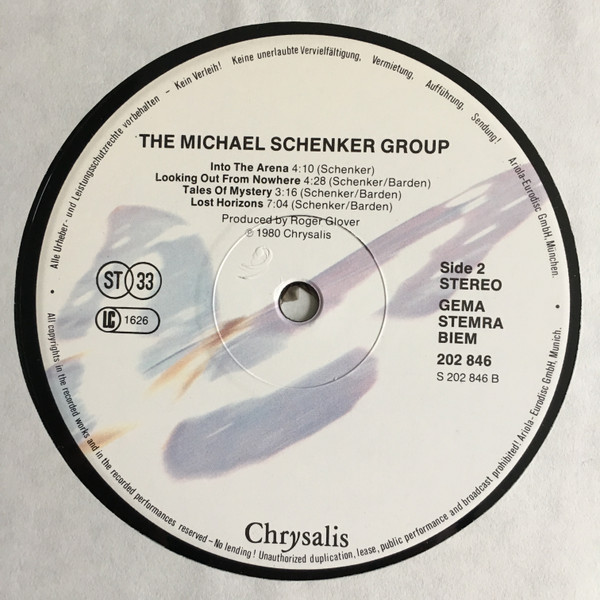 Alle Urheber- und Leistungsschutzrechte vorbehalten – Kein Verleih! Keine unerlaubte Vervielfältigung, Vermietung, Aufführung, Sendung!
Ariola-Eurodisc GmbH, München.
THE MICHAEL SCHENKER GROUP
Into The Arena 4:10 (Schenker)
Looking Out From Nowhere 4:28 (Schenker/Barden)
Tales Of Mystery 3:16 (Schenker/Barden)
Lost Horizons 7:04 (Schenker/Barden)
Produced by Roger Glover
℗ 1980 Chrysalis
ST 33
LC 1626
Side 2
STEREO
GEMA
STEMRA
BIEM
202 846
S 202 846 B
Chrysalis
All copyrights in the recorded works and in the recorded performances reserved – No lending! Unauthorized duplication, lease, public performance and broadcast prohibited! Ariola-Eurodisc GmbH, Munich.